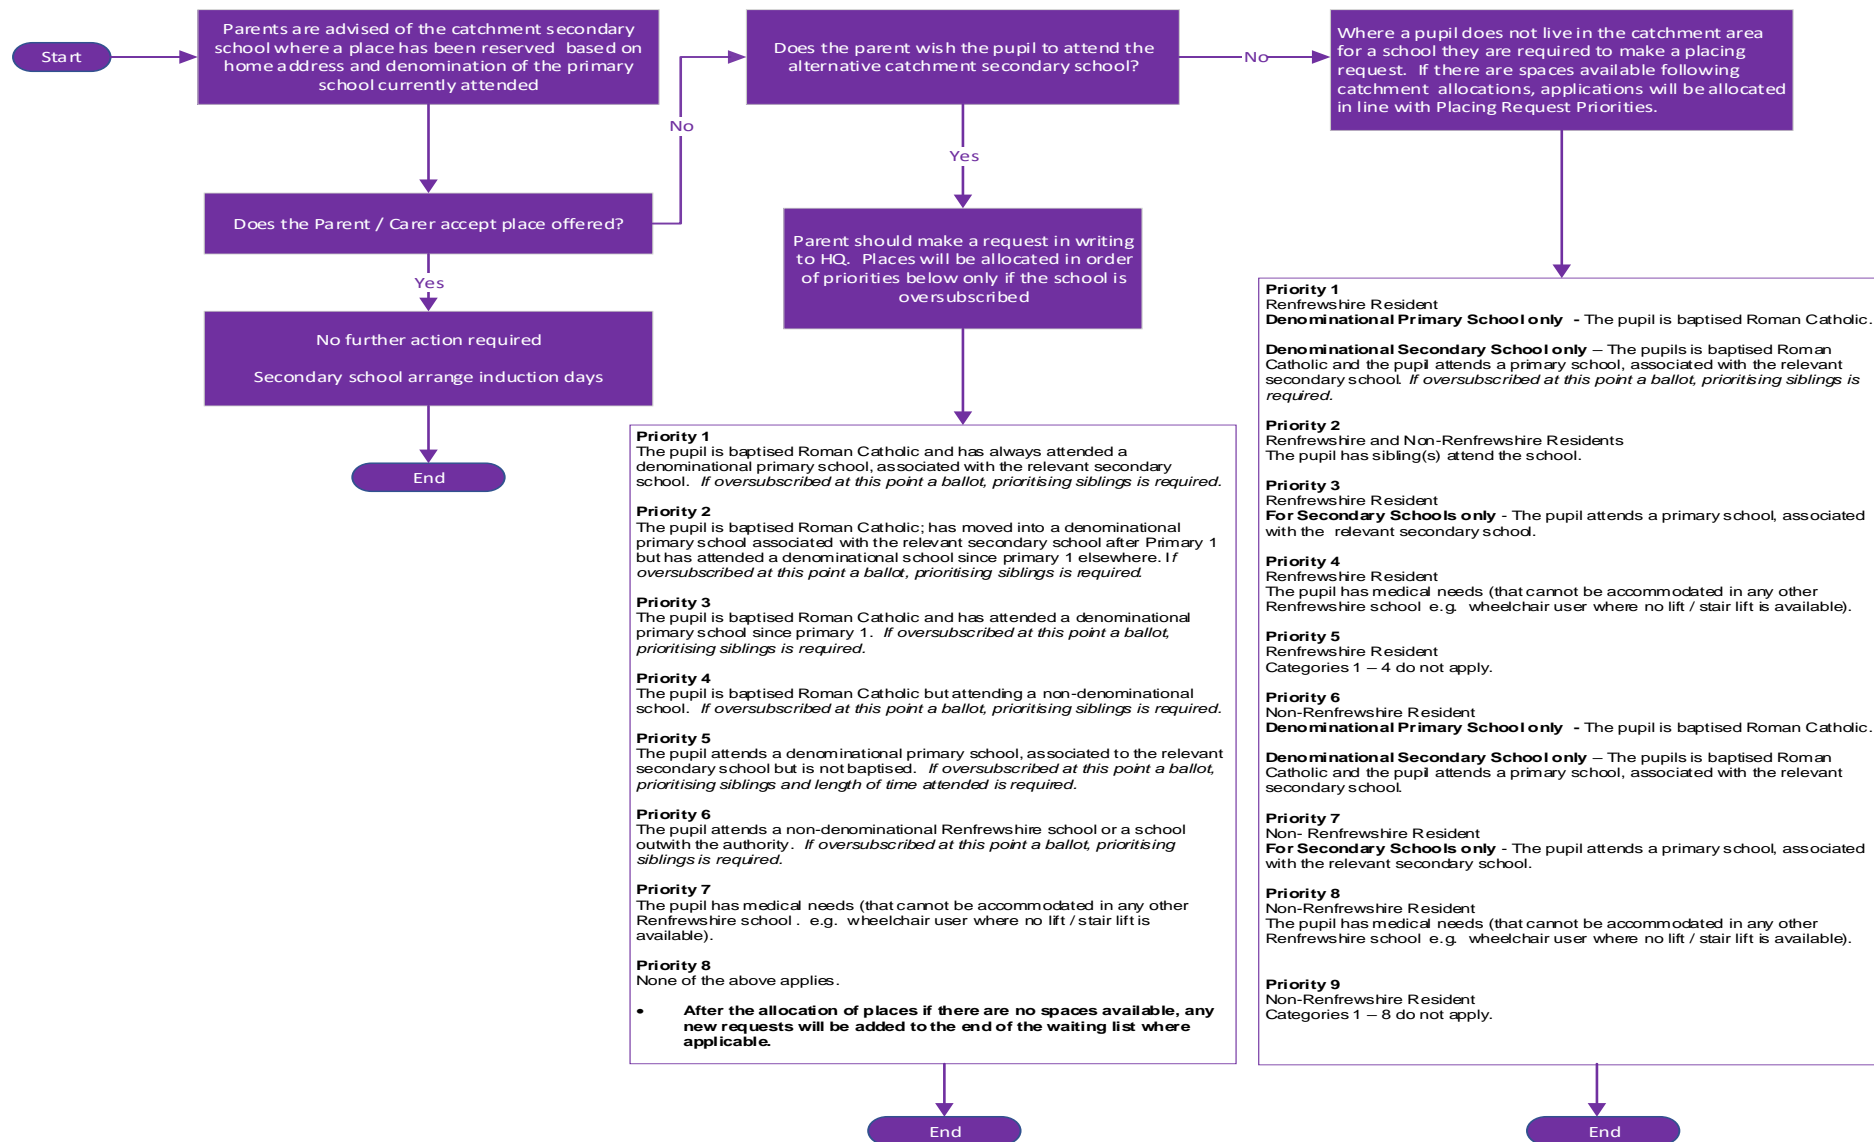 Start
Parents are advised of the catchment secondary
school where a place has been reserved based on
home address and denomination of the primary
school currently attended
Does the Parent / Carer accept place offered?
No
Yes
No further action required
Secondary school arrange induction days
End
Does the parent wish the pupil to attend the
alternative catchment secondary school?
No
Yes
Parent should make a request in writing
to HQ. Places will be allocated in order
of priorities below only if the school is
oversubscribed
Priority 1
The pupil is baptised Roman Catholic and has always attended a
denominational primary school, associated with the relevant secondary
school. If oversubscribed at this point a ballot, prioritising siblings is required.
Priority 2
The pupil is baptised Roman Catholic; has moved into a denominational
primary school associated with the relevant secondary school after Primary 1
but has attended a denominational school since primary 1 elsewhere. If
oversubscribed at this point a ballot, prioritising siblings is required.
Priority 3
The pupil is baptised Roman Catholic and has attended a denominational
primary school since primary 1. If oversubscribed at this point a ballot,
prioritising siblings is required.
Priority 4
The pupil is baptised Roman Catholic but attending a non-denominational
school. If oversubscribed at this point a ballot, prioritising siblings is required.
Priority 5
The pupil attends a denominational primary school, associated to the relevant
secondary school but is not baptised. If oversubscribed at this point a ballot,
prioritising siblings and length of time attended is required.
Priority 6
The pupil attends a non-denominational Renfrewshire school or a school
outwith the authority. If oversubscribed at this point a ballot, prioritising
siblings is required.
Priority 7
The pupil has medical needs (that cannot be accommodated in any other
Renfrewshire school . e.g. wheelchair user where no lift / stair lift is
available).
Priority 8
None of the above applies.
• After the allocation of places if there are no spaces available, any
new requests will be added to the end of the waiting list where
applicable.
End
Where a pupil does not live in the catchment area
for a school they are required to make a placing
request. If there are spaces available following
catchment allocations, applications will be allocated
in line with Placing Request Priorities.
Priority 1
Renfrewshire Resident
Denominational Primary School only - The pupil is baptised Roman Catholic.
Denominational Secondary School only – The pupils is baptised Roman
Catholic and the pupil attends a primary school, associated with the relevant
secondary school. If oversubscribed at this point a ballot, prioritising siblings is
required.
Priority 2
Renfrewshire and Non-Renfrewshire Residents
The pupil has sibling(s) attend the school.
Priority 3
Renfrewshire Resident
For Secondary Schools only - The pupil attends a primary school, associated
with the relevant secondary school.
Priority 4
Renfrewshire Resident
The pupil has medical needs (that cannot be accommodated in any other
Renfrewshire school e.g. wheelchair user where no lift / stair lift is available).
Priority 5
Renfrewshire Resident
Categories 1 – 4 do not apply.
Priority 6
Non-Renfrewshire Resident
Denominational Primary School only - The pupil is baptised Roman Catholic.
Denominational Secondary School only – The pupils is baptised Roman
Catholic and the pupil attends a primary school, associated with the relevant
secondary school.
Priority 7
Non- Renfrewshire Resident
For Secondary Schools only - The pupil attends a primary school, associated
with the relevant secondary school.
Priority 8
Non-Renfrewshire Resident
The pupil has medical needs (that cannot be accommodated in any other
Renfrewshire school e.g. wheelchair user where no lift / stair lift is available).
Priority 9
Non-Renfrewshire Resident
Categories 1 – 8 do not apply.
End